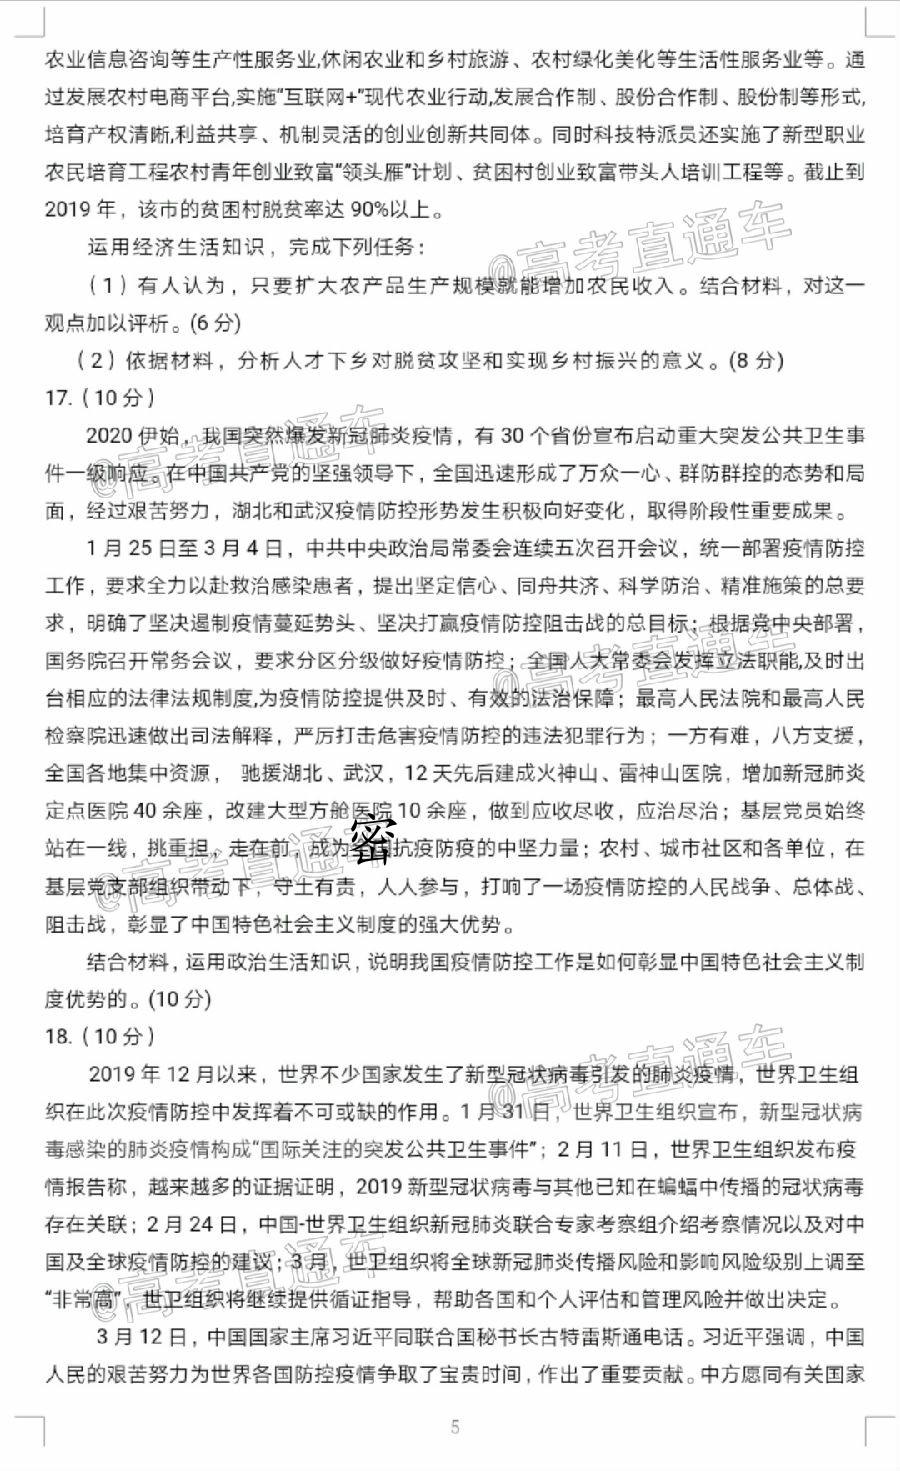 农业信息咨询等生产性服务业,休闲农业和乡村旅游、农村绿化美化等生活性服务业等。通
过发展农村电商平台,实施“互联网+”现代农业行动,发展合作制、股份合作制、股份制等形式,
培育产权清晰,利益共享、机制灵活的创业创新共同体。同时科技特派员还实施了新型职业
农民培育工程农村青年创业致富“领头雁”计划、贫困村创业致富带头人培训工程等。截止到
2019 年，该市的贫困村脱贫率达 90%以上。
运用经济生活知识，完成下列任务：
（1）有人认为，只要扩大农产品生产规模就能增加农民收入。结合材料，对这一
观点加以评析。(6 分)
（2）依据材料，分析人才下乡对脱贫攻坚和实现乡村振兴的意义。(8 分)
17.（10 分）
2020 伊始，我国突然爆发新冠肺炎疫情，有 30 个省份宣布启动重大突发公共卫生事
件一级响应。在中国共产党的坚强领导下，全国迅速形成了万众一心、群防群控的态势和局
面，经过艰苦努力，湖北和武汉疫情防控形势发生积极向好变化，取得阶段性重要成果。
1 月 25 日至 3 月 4 日，中共中央政治局常委会连续五次召开会议，统一部署疫情防控
工作，要求全力以赴救治感染患者，提出坚定信心、同舟共济、科学防治、精准施策的总要
求，明确了坚决遏制疫情蔓延势头、坚决打赢疫情防控阻击战的总目标；根据党中央部署，
国务院召开常务会议，要求分区分级做好疫情防控；全国人大常委会发挥立法职能,及时出
台相应的法律法规制度,为疫情防控提供及时、有效的法治保障；最高人民法院和最高人民
检察院迅速做出司法解释，严厉打击危害疫情防控的违法犯罪行为；一方有难，八方支援，
全国各地集中资源， 驰援湖北、武汉，12 天先后建成火神山、雷神山医院，增加新冠肺炎
定点医院 40 余座，改建大型方舱医院 10 余座，做到应收尽收，应治尽治；基层党员始终
站在一线，挑重担，走在前，成为全国抗疫防疫的中坚力量；农村、城市社区和各单位，在
密
基层党支部组织带动下，守土有责，人人参与，打响了一场疫情防控的人民战争、总体战、
阻击战，彰显了中国特色社会主义制度的强大优势。
结合材料，运用政治生活知识，说明我国疫情防控工作是如何彰显中国特色社会主义制
度优势的。(10 分)
18.（10 分）
2019 年 12 月以来，世界不少国家发生了新型冠状病毒引发的肺炎疫情，世界卫生组
织在此次疫情防控中发挥着不可或缺的作用。1 月 31 日，世界卫生组织宣布，新型冠状病
毒感染的肺炎疫情构成“国际关注的突发公共卫生事件”；2 月 11 日，世界卫生组织发布疫
情报告称，越来越多的证据证明，2019 新型冠状病毒与其他已知在蝙蝠中传播的冠状病毒
存在关联；2 月 24 日，中国-世界卫生组织新冠肺炎联合专家考察组介绍考察情况以及对中
国及全球疫情防控的建议；3 月，世卫组织将全球新冠肺炎传播风险和影响风险级别上调至
“非常高”，世卫组织将继续提供循证指导，帮助各国和个人评估和管理风险并做出决定。
3 月 12 日，中国国家主席习近平同联合国秘书长古特雷斯通电话。习近平强调，中国
人民的艰苦努力为世界各国防控疫情争取了宝贵时间，作出了重要贡献。中方愿同有关国家
5
@高考直通车
@高考直通车
@高考直通车
@高考直通车
@高考直通车
@高考直通车